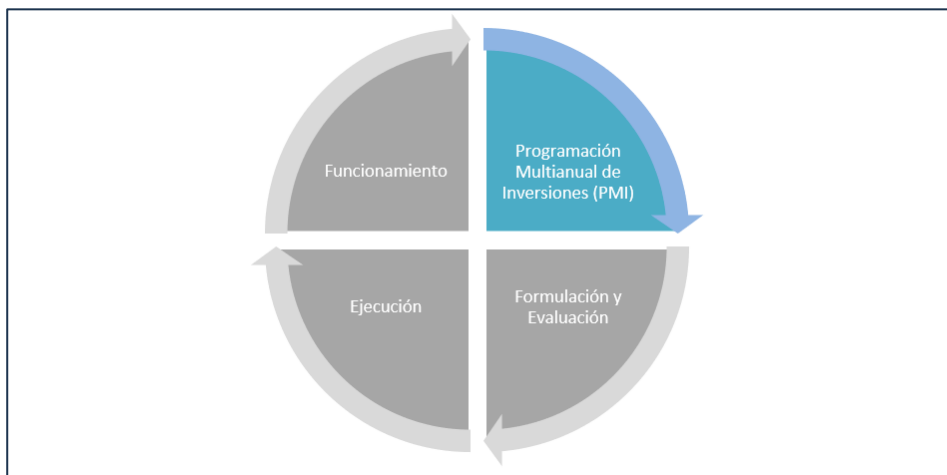 Funcionamiento
Programación
Multianual de
Inversiones (PMI)
Ejecución
Formulación y
Evaluación